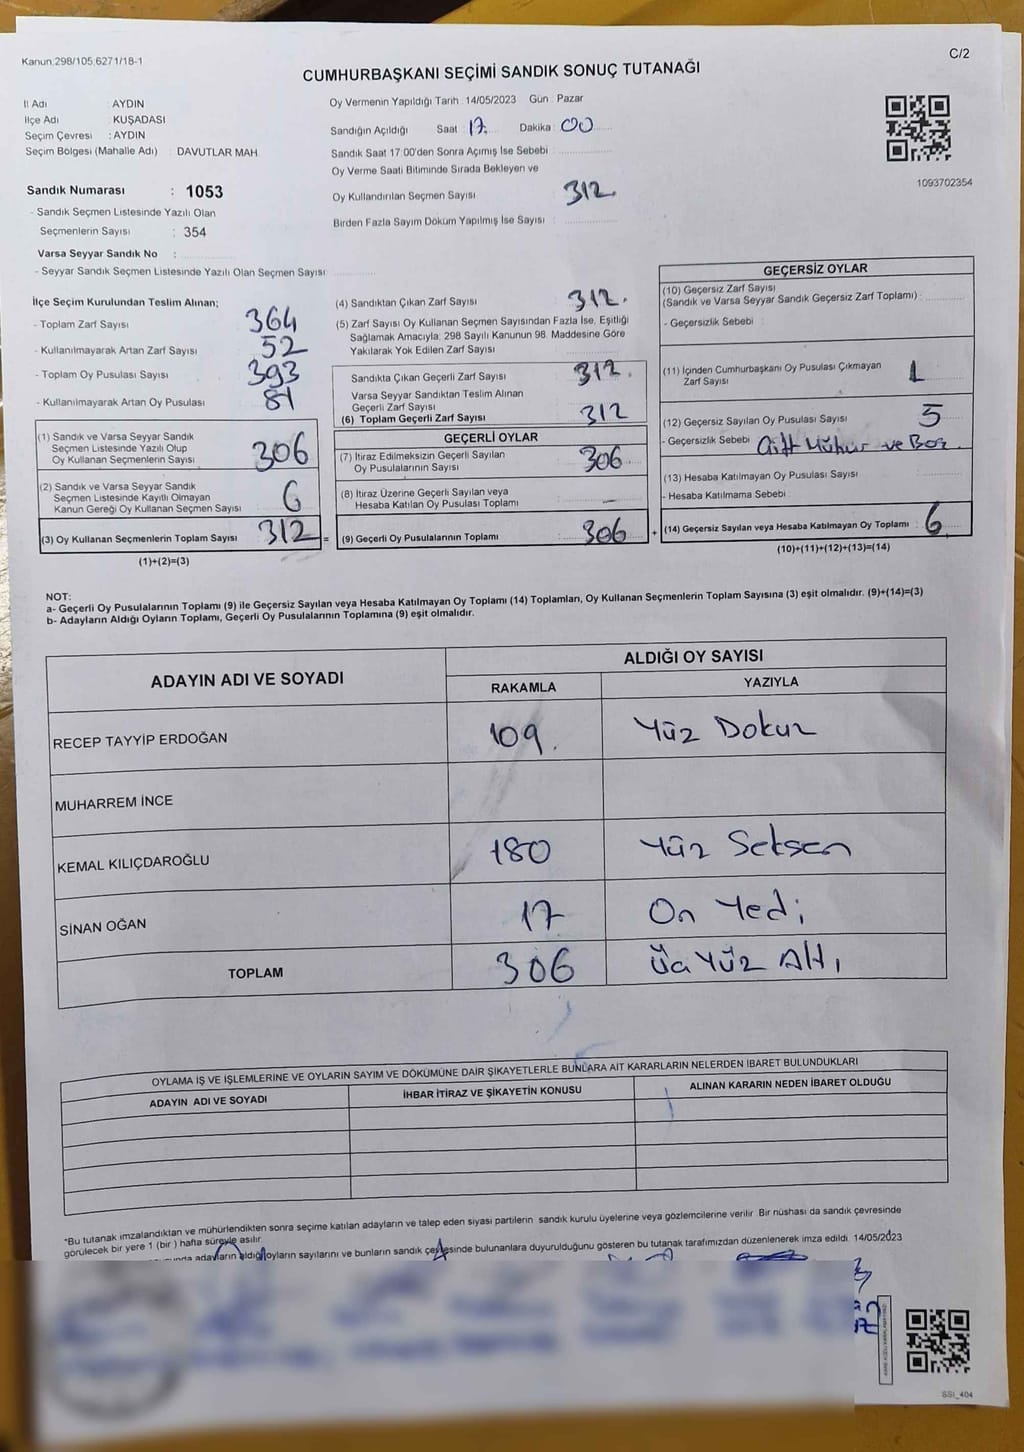 Kanun:298/105;6271/18-1
C/2
CUMHURBAŞKANI SEÇİMİ SANDIK SONUÇ TUTANAĞI
İl Adı : AYDIN
İlçe Adı : KUŞADASI
Seçim Çevresi : AYDIN
Seçim Bölgesi (Mahalle Adı) : DAVUTLAR MAH
Sandık Numarası : 1053
- Sandık Seçmen Listesinde Yazılı Olan
Seçmenlerin Sayısı : 354
Varsa Seyyar Sandık No :
- Seyyar Sandık Seçmen Listesinde Yazılı Olan Seçmen Sayısı:
Oy Vermenin Yapıldığı Tarih : 14/05/2023 Gün : Pazar
Sandığın Açıldığı Saat : 17 Dakika : 00
Sandık Saat 17:00'den Sonra Açımış İse Sebebi :
Oy Verme Saati Bitiminde Sırada Bekleyen ve
Oy Kullandırılan Seçmen Sayısı : 312
Birden Fazla Sayım Döküm Yapılmış İse Sayısı :
1093702354
İlçe Seçim Kurulundan Teslim Alınan;
- Toplam Zarf Sayısı : 364
- Kullanılmayarak Artan Zarf Sayısı : 52
- Toplam Oy Pusulası Sayısı : 393
- Kullanılmayarak Artan Oy Pusulası : 81
(1) Sandık ve Varsa Seyyar Sandık
Seçmen Listesinde Yazılı Olup
Oy Kullanan Seçmenlerin Sayısı : 306
(2) Sandık ve Varsa Seyyar Sandık
Seçmen Listesinde Kayıtlı Olmayan
Kanun Gereği Oy Kullanan Seçmen Sayısı : 6
(3) Oy Kullanan Seçmenlerin Toplam Sayısı : 312 =
(1)+(2)=(3)
(4) Sandıktan Çıkan Zarf Sayısı : 312.
(5) Zarf Sayısı Oy Kullanan Seçmen Sayısından Fazla İse, Eşitliği
Sağlamak Amacıyla, 298 Sayılı Kanunun 98. Maddesine Göre
Yakılarak Yok Edilen Zarf Sayısı
Sandıkta Çıkan Geçerli Zarf Sayısı : 312.
Varsa Seyyar Sandıktan Teslim Alınan
Geçerli Zarf Sayısı :
(6) Toplam Geçerli Zarf Sayısı : 312
GEÇERLİ OYLAR
(7) İtiraz Edilmeksizin Geçerli Sayılan
Oy Pusulalarının Sayısı : 306
(8) İtiraz Üzerine Geçerli Sayılan veya
Hesaba Katılan Oy Pusulası Toplamı : –
(9) Geçerli Oy Pusulalarının Toplamı : 306 +
GEÇERSİZ OYLAR
(10) Geçersiz Zarf Sayısı
(Sandık ve Varsa Seyyar Sandık Geçersiz Zarf Toplamı) :
- Geçersizlik Sebebi :
(11) İçinden Cumhurbaşkanı Oy Pusulası Çıkmayan
Zarf Sayısı : 1
(12) Geçersiz Sayılan Oy Pusulası Sayısı : 5
- Geçersizlik Sebebi : Çift Mühür ve Boş.
(13) Hesaba Katılmayan Oy Pusulası Sayısı :
- Hesaba Katılmama Sebebi :
(14) Geçersiz Sayılan veya Hesaba Katılmayan Oy Toplamı : 6
(10)+(11)+(12)+(13)=(14)
NOT:
a- Geçerli Oy Pusulalarının Toplamı (9) ile Geçersiz Sayılan veya Hesaba Katılmayan Oy Toplamı (14) Toplamları, Oy Kullanan Seçmenlerin Toplam Sayısına (3) eşit olmalıdır. (9)+(14)=(3)
b- Adayların Aldığı Oyların Toplamı, Geçerli Oy Pusulalarının Toplamına (9) eşit olmalıdır.
ADAYIN ADI VE SOYADI ALDIĞI OY SAYISI
RAKAMLA YAZIYLA
RECEP TAYYİP ERDOĞAN 109. Yüz Dokuz
MUHARREM İNCE
KEMAL KILIÇDAROĞLU 180 Yüz Seksen
SİNAN OĞAN 17 On Yedi
TOPLAM 306 Üç Yüz Altı
OYLAMA İŞ VE İŞLEMLERİNE VE OYLARIN SAYIM VE DÖKÜMÜNE DAİR ŞİKAYETLERLE BUNLARA AİT KARARLARIN NELERDEN İBARET BULUNDUKLARI
ADAYIN ADI VE SOYADI İHBAR İTİRAZ VE ŞİKAYETİN KONUSU ALINAN KARARIN NEDEN İBARET OLDUĞU
*Bu tutanak imzalandıktan ve mühürlendikten sonra seçime katılan adayların ve talep eden siyasi partilerin sandık kurulu üyelerine veya gözlemcilerine verilir. Bir nüshası da sandık çevresinde
görülecek bir yere 1 (bir) hafta süreyle asılır.
adayların aldığı oyların sayılarını ve bunların sandık çevresinde bulunanlara duyurulduğunu gösteren bu tutanak tarafımızdan düzenlenerek imza edildi. 14/05/2023
SSI_404